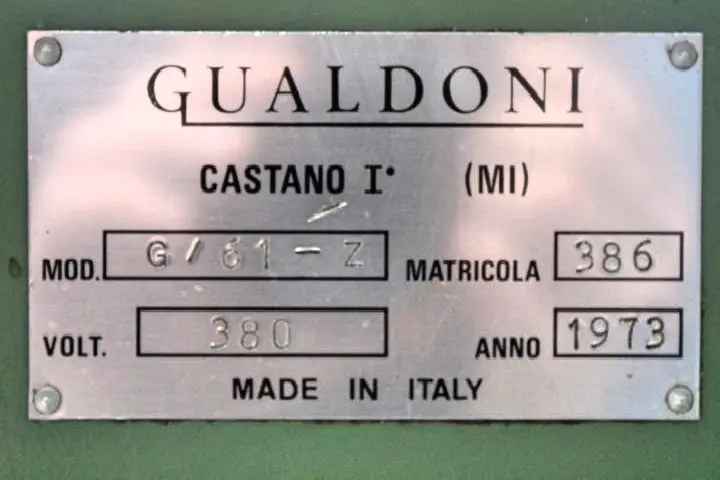 GUALDONI
CASTANO I° (MI)
MOD. G/61-Z MATRICOLA 386
VOLT. 380 ANNO 1973
MADE IN ITALY